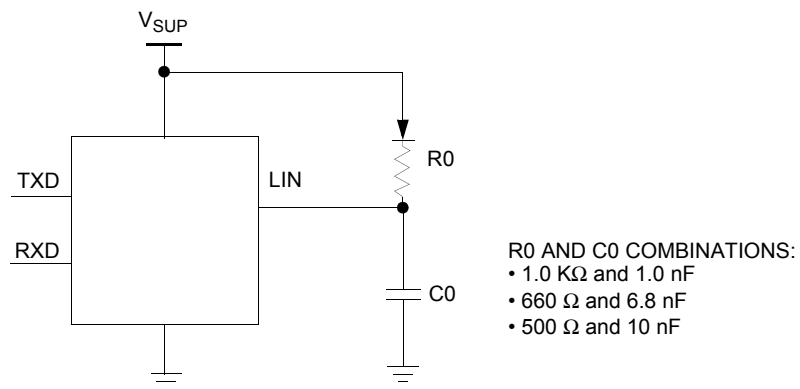 VSUP
TXD
RXD
LIN
R0
C0
R0 AND C0 COMBINATIONS:
• 1.0 KΩ and 1.0 nF
• 660 Ω and 6.8 nF
• 500 Ω and 10 nF